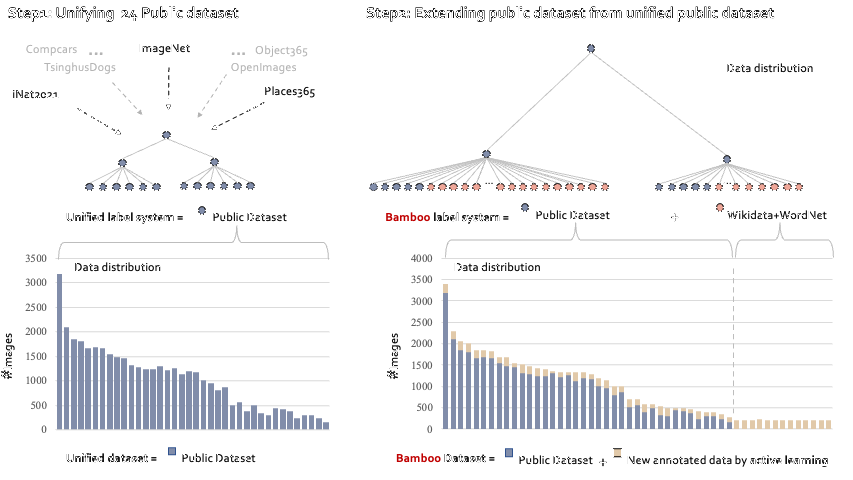 Step1: Unifying 24 Public dataset
Compcars ... ImageNet ... Object365
TsinghusDogs OpenImages
iNat2021 Places365
Unified label system = Public Dataset
Data distribution
3500
3000
2500
2000
1500
1000
500
0
#Images
Unified dataset = Public Dataset
Step2: Extending public dataset from unified public dataset
Data distribution
... ...
Bamboo label system = Public Dataset + Wikidata+WordNet
Data distribution
4000
3500
3000
2500
2000
1500
1000
500
0
#Images
Bamboo Dataset = Public Dataset + New annotated data by active learning